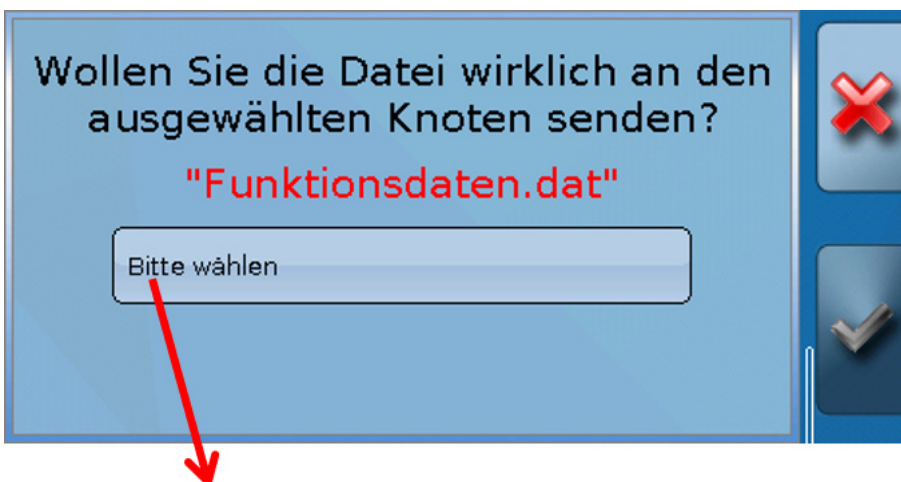 Wollen Sie die Datei wirklich an den
ausgewählten Knoten senden?
"Funktionsdaten.dat"
Bitte wählen